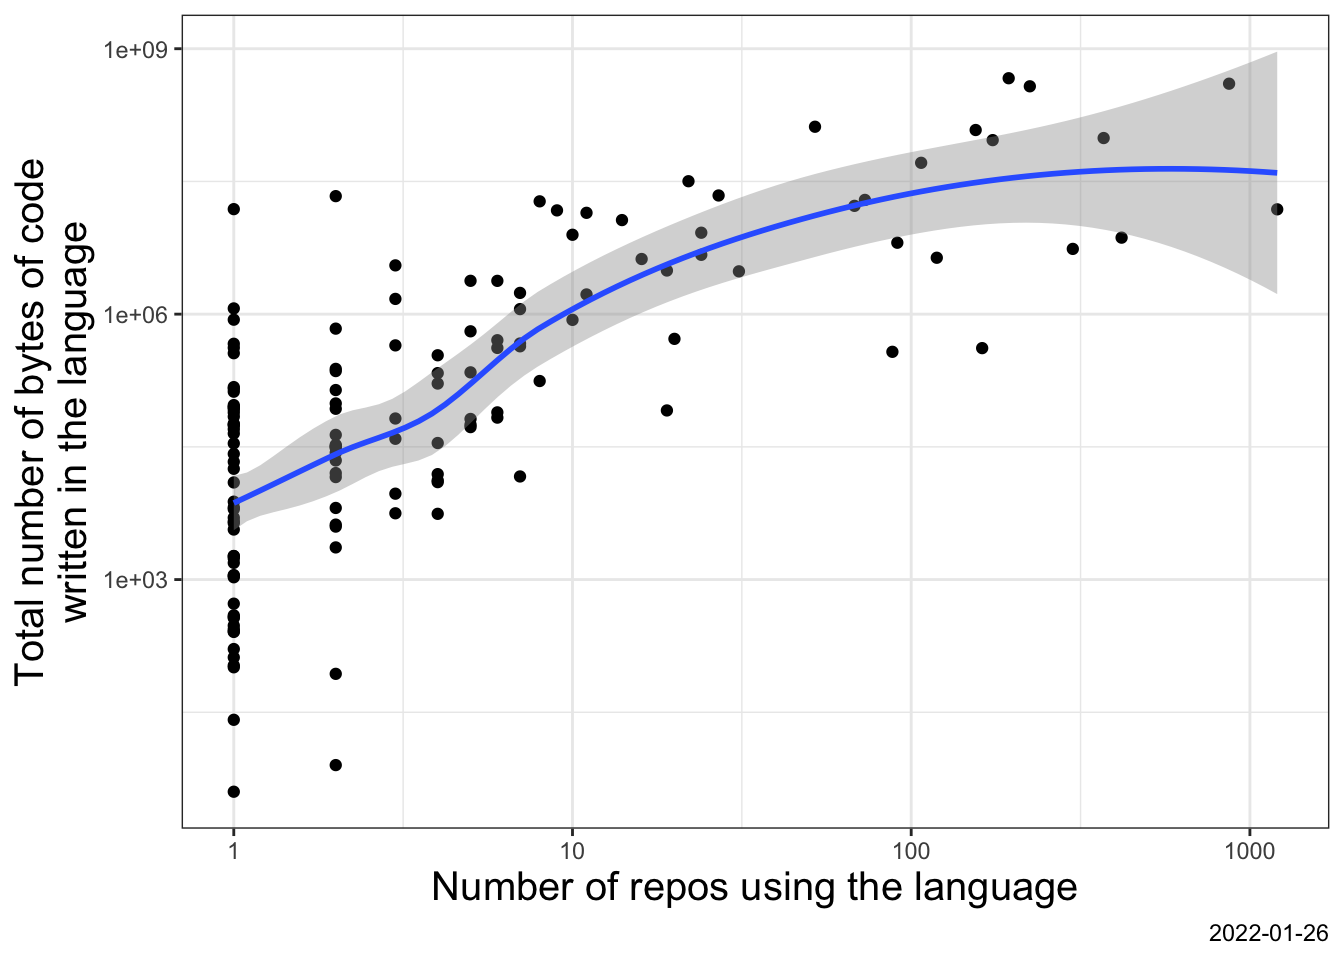 Total number of bytes of code
written in the language
1e+09
1e+06
1e+03
1
10
100
1000
Number of repos using the language
2022-01-26